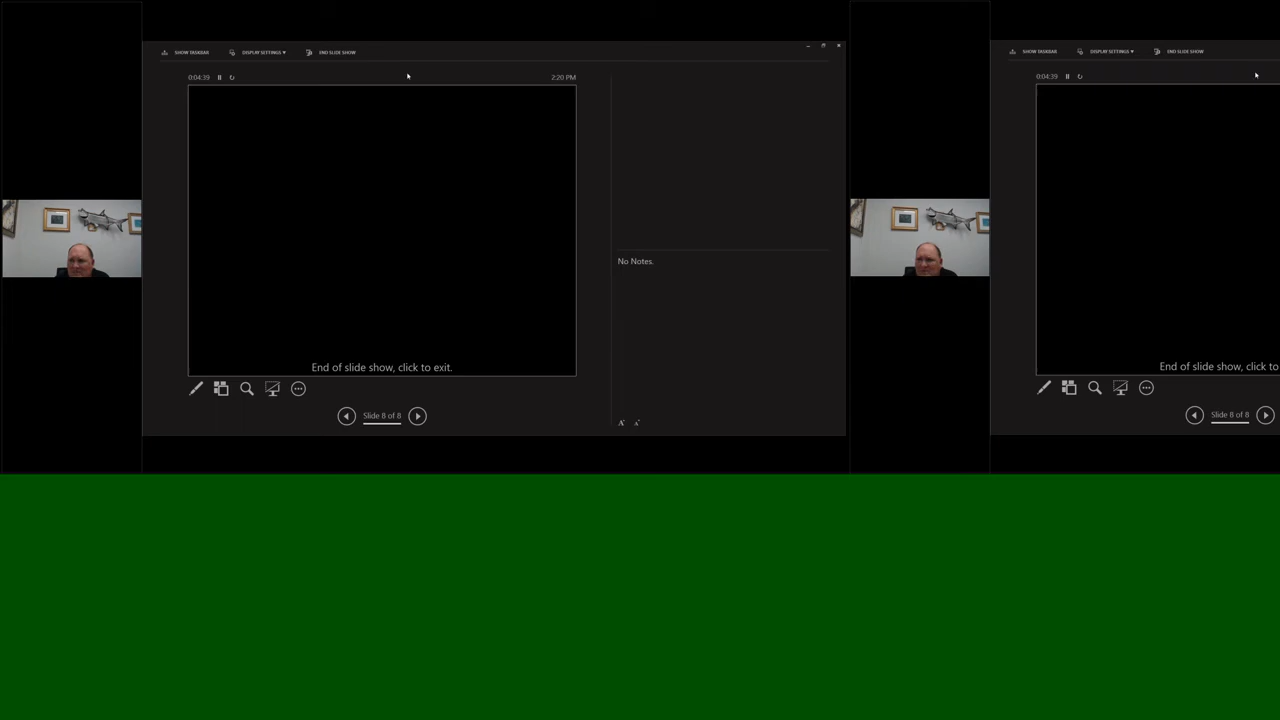 SHOW TASKBAR DISPLAY SETTINGS ▾ END SLIDE SHOW
0:04:39 2:20 PM
No Notes.
End of slide show, click to exit.
Slide 8 of 8
A A
SHOW TASKBAR DISPLAY SETTINGS ▾ END SLIDE SHOW
0:04:39
End of slide show, click to
Slide 8 of 8